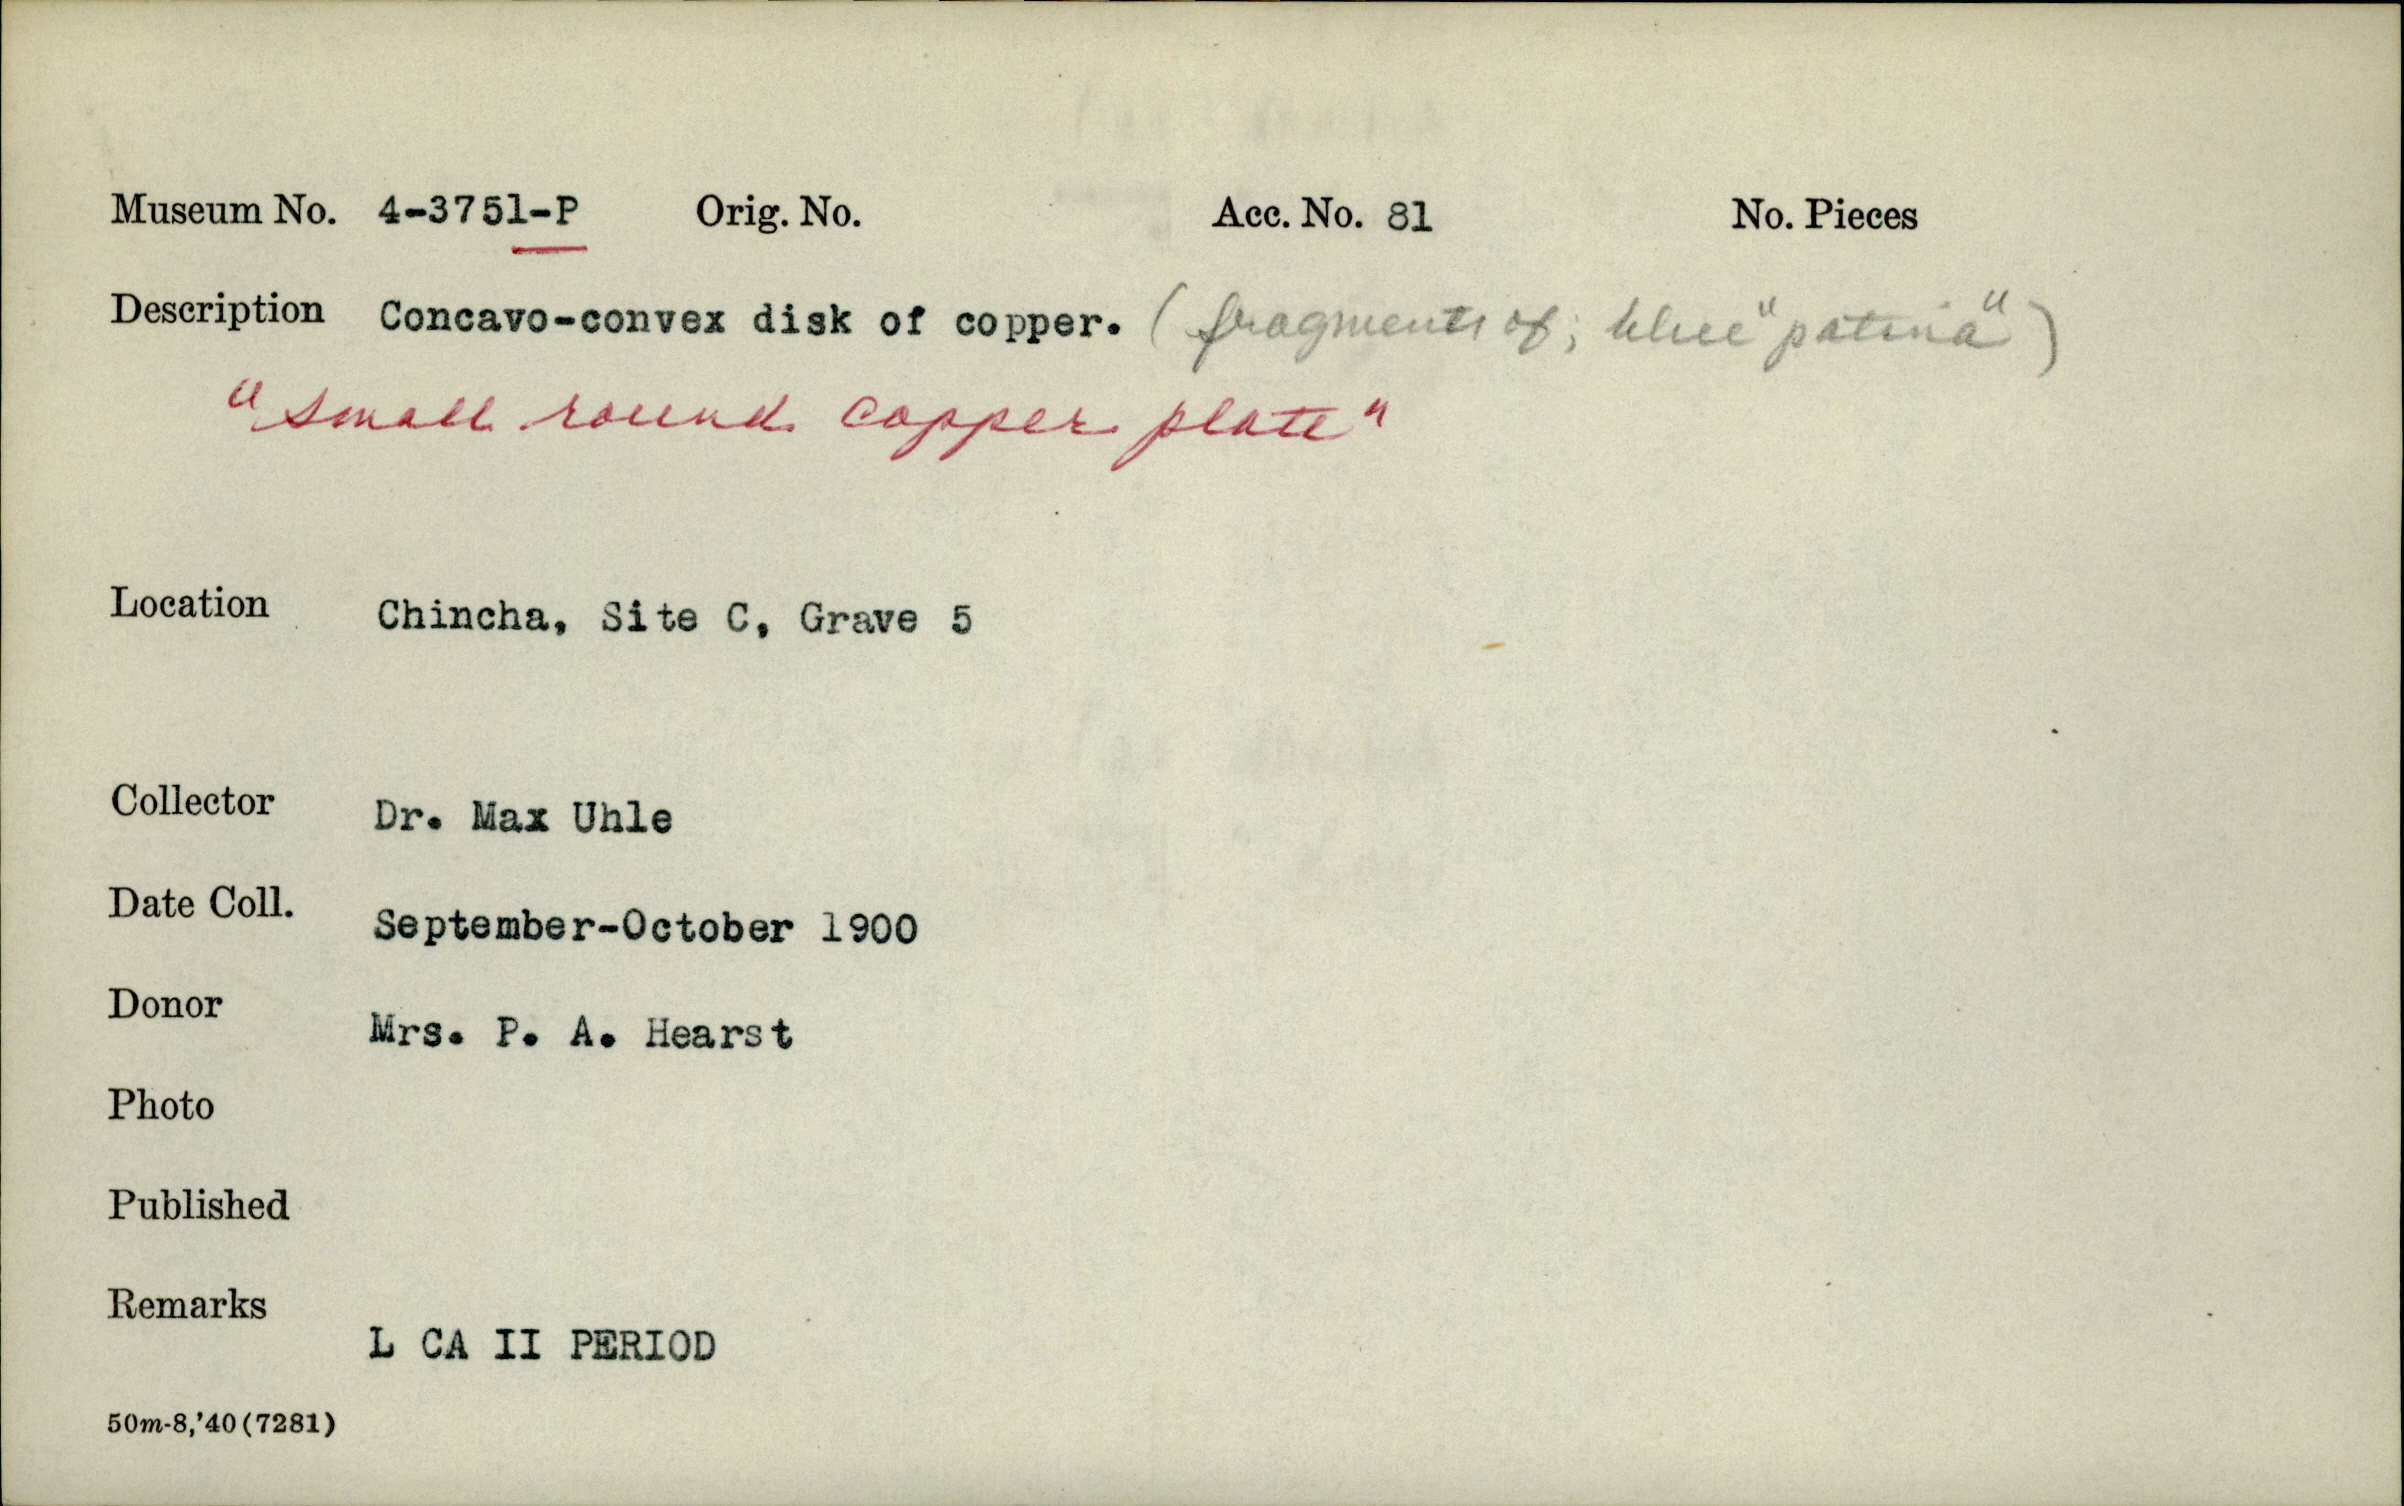 Museum No. 4-3751-P Orig. No. Acc. No. 81 No. Pieces
Description Concavo-convex disk of copper. (fragments of; blue "patina")
"small round copper plate"
Location Chincha, Site C, Grave 5
Collector Dr. Max Uhle
Date Coll. September-October 1900
Donor Mrs. P. A. Hearst
Photo
Published
Remarks
L CA II PERIOD
50m-8,'40(7281)